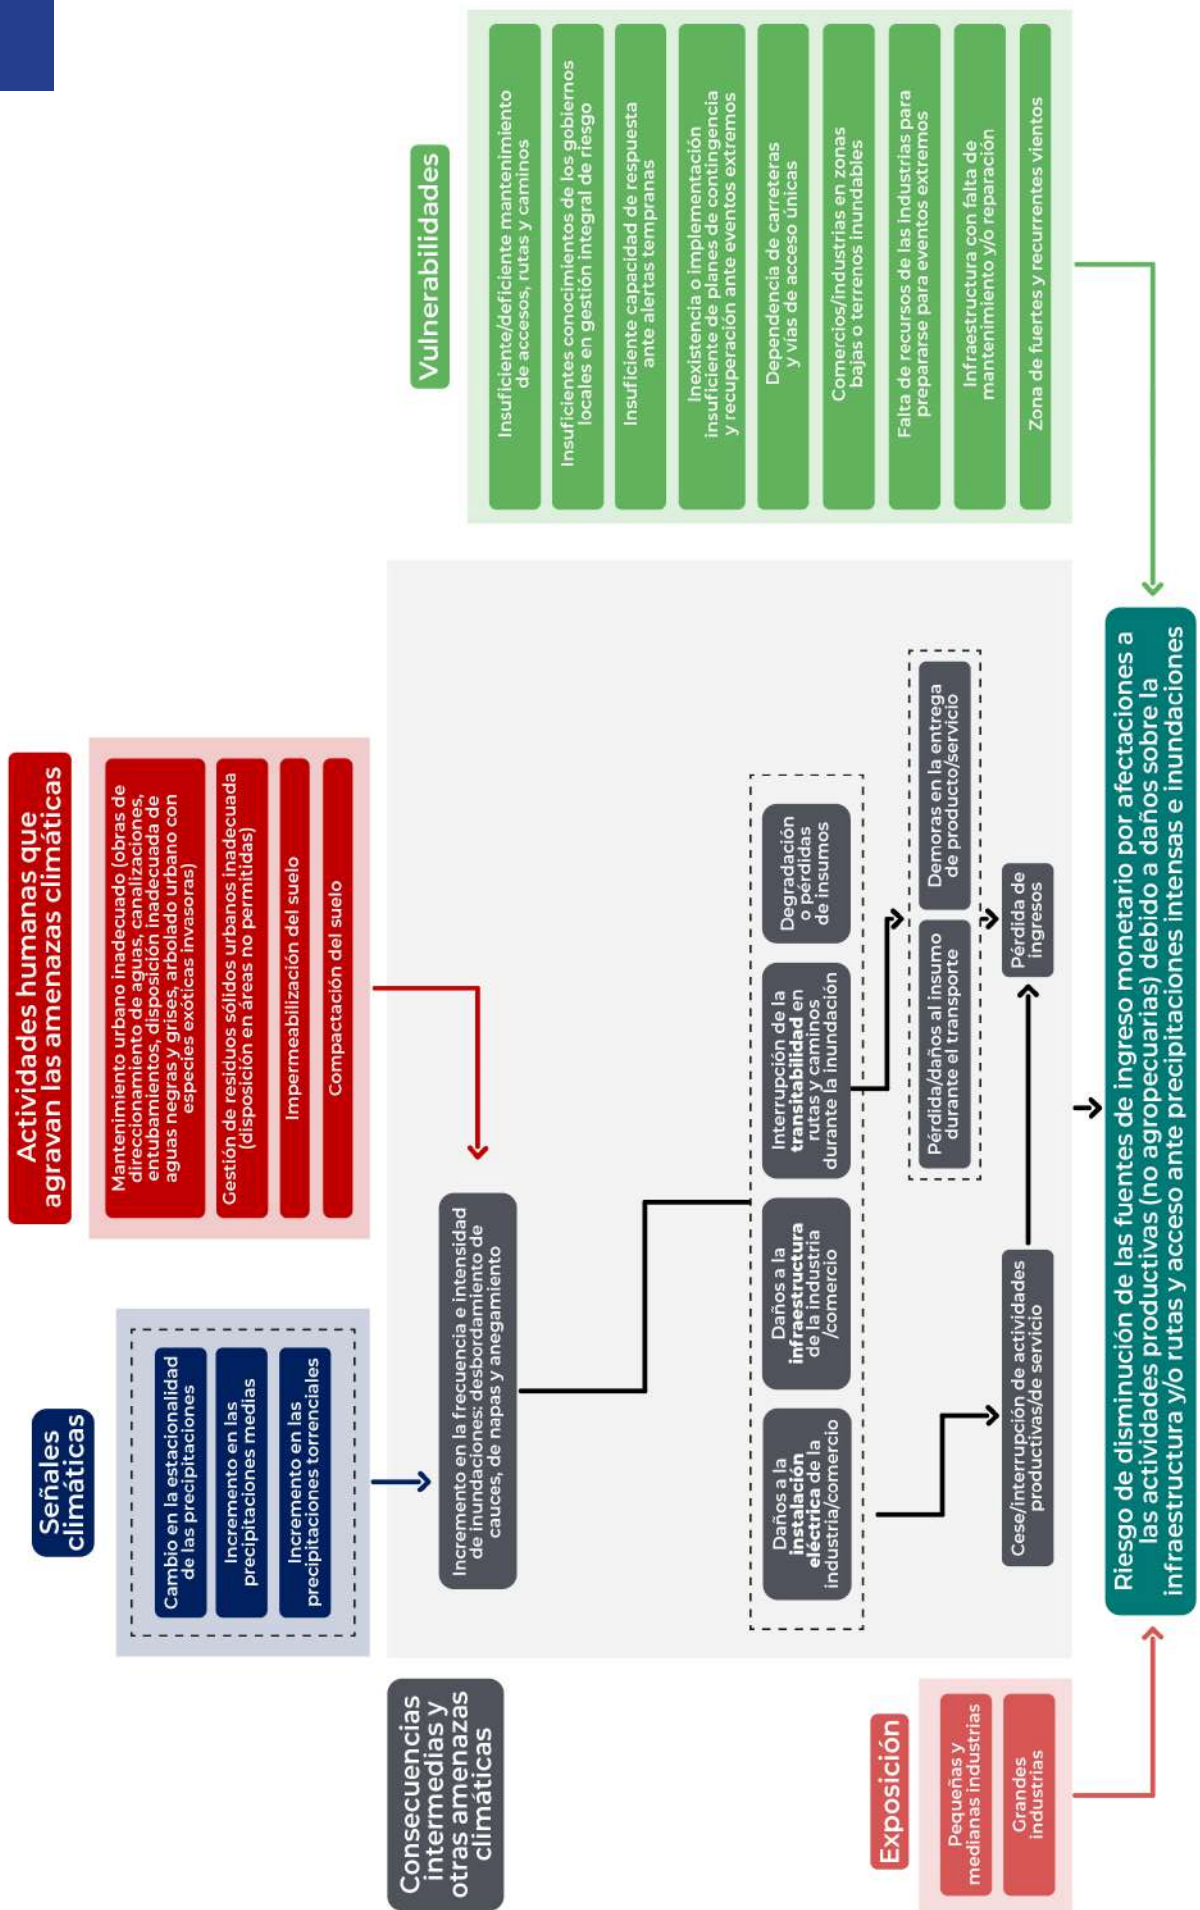 Señales
climáticas
Cambio en la estacionalidad
de las precipitaciones
Incremento en las
precipitaciones medias
Incremento en las
precipitaciones torrenciales
Actividades humanas que
agravan las amenazas climáticas
Mantenimiento urbano inadecuado (obras de
direccionamiento de aguas, canalizaciones,
entubamientos, disposición inadecuada de
aguas negras y grises, arbolado urbano con
especies exóticas invasoras)
Gestión de residuos sólidos urbanos inadecuada
(disposición en áreas no permitidas)
Impermeabilización del suelo
Compactación del suelo
Consecuencias
intermedias y
otras amenazas
climáticas
Incremento en la frecuencia e intensidad
de inundaciones: desbordamiento de
cauces, de napas y anegamiento
Daños a la
instalación
eléctrica de la
industria/comercio
Daños a la
infraestructura
de la industria
/comercio
Interrupción de la
transitabilidad en
rutas y caminos
durante la inundación
Degradación
o pérdidas
de insumos
Pérdida/daños al insumo
durante el transporte
Demoras en la entrega
de producto/servicio
Cese/interrupción de actividades
productivas/de servicio
Pérdida de
ingresos
Vulnerabilidades
Insuficiente/deficiente mantenimiento
de accesos, rutas y caminos
Insuficientes conocimientos de los gobiernos
locales en gestión integral de riesgo
Insuficiente capacidad de respuesta
ante alertas tempranas
Inexistencia o implementación
insuficiente de planes de contingencia
y recuperación ante eventos extremos
Dependencia de carreteras
y vías de acceso únicas
Comercios/industrias en zonas
bajas o terrenos inundables
Falta de recursos de las industrias para
prepararse para eventos extremos
Infraestructura con falta de
mantenimiento y/o reparación
Zona de fuertes y recurrentes vientos
Exposición
Pequeñas y
medianas industrias
Grandes
industrias
Riesgo de disminución de las fuentes de ingreso monetario por afectaciones a
las actividades productivas (no agropecuarias) debido a daños sobre la
infraestructura y/o rutas y acceso ante precipitaciones intensas e inundaciones